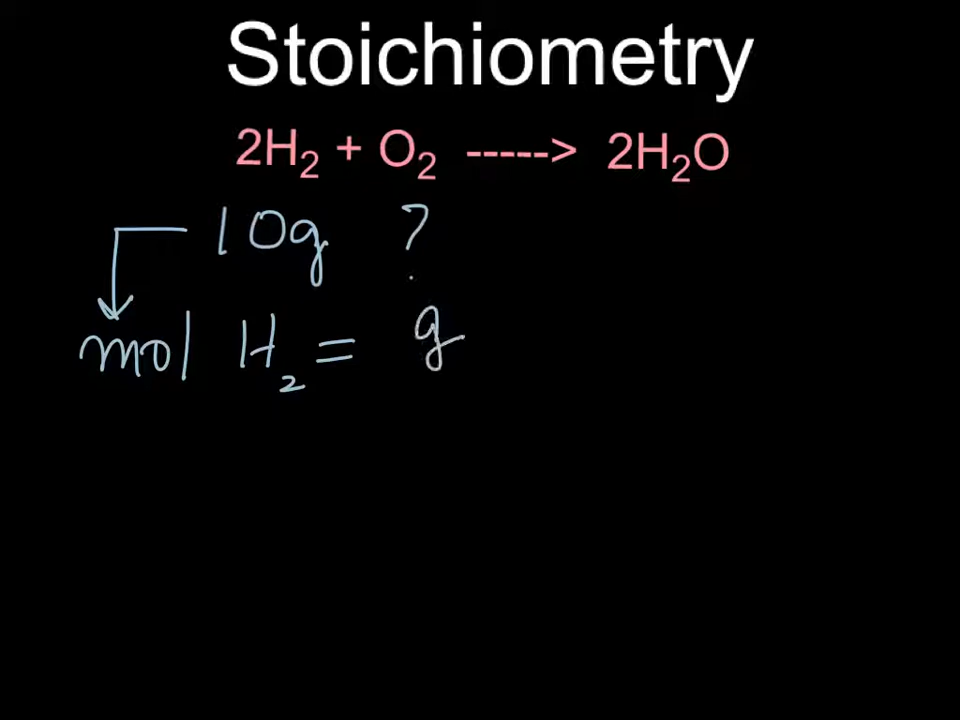 Stoichiometry
2H₂ + O₂ -----> 2H₂O
10g ?
mol H₂ = g